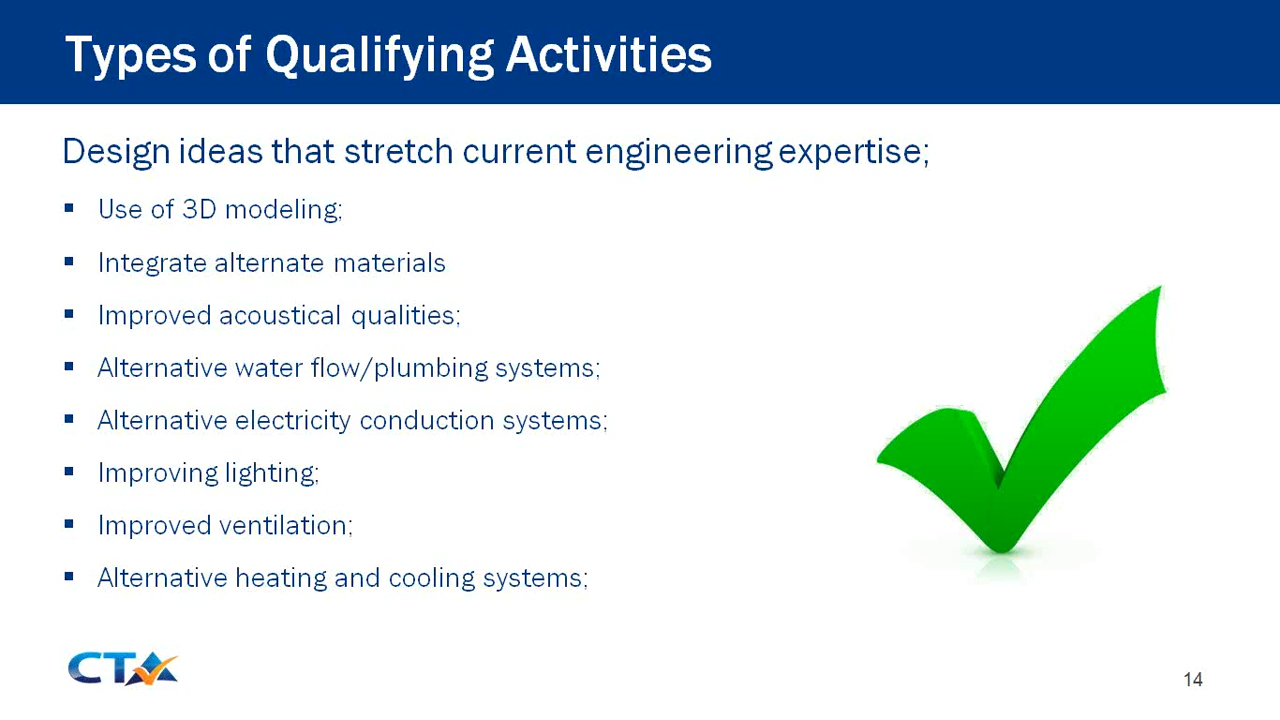 Types of Qualifying Activities
Design ideas that stretch current engineering expertise;
▪ Use of 3D modeling;
▪ Integrate alternate materials
▪ Improved acoustical qualities;
▪ Alternative water flow/plumbing systems;
▪ Alternative electricity conduction systems;
▪ Improving lighting;
▪ Improved ventilation;
▪ Alternative heating and cooling systems;
CTA
14